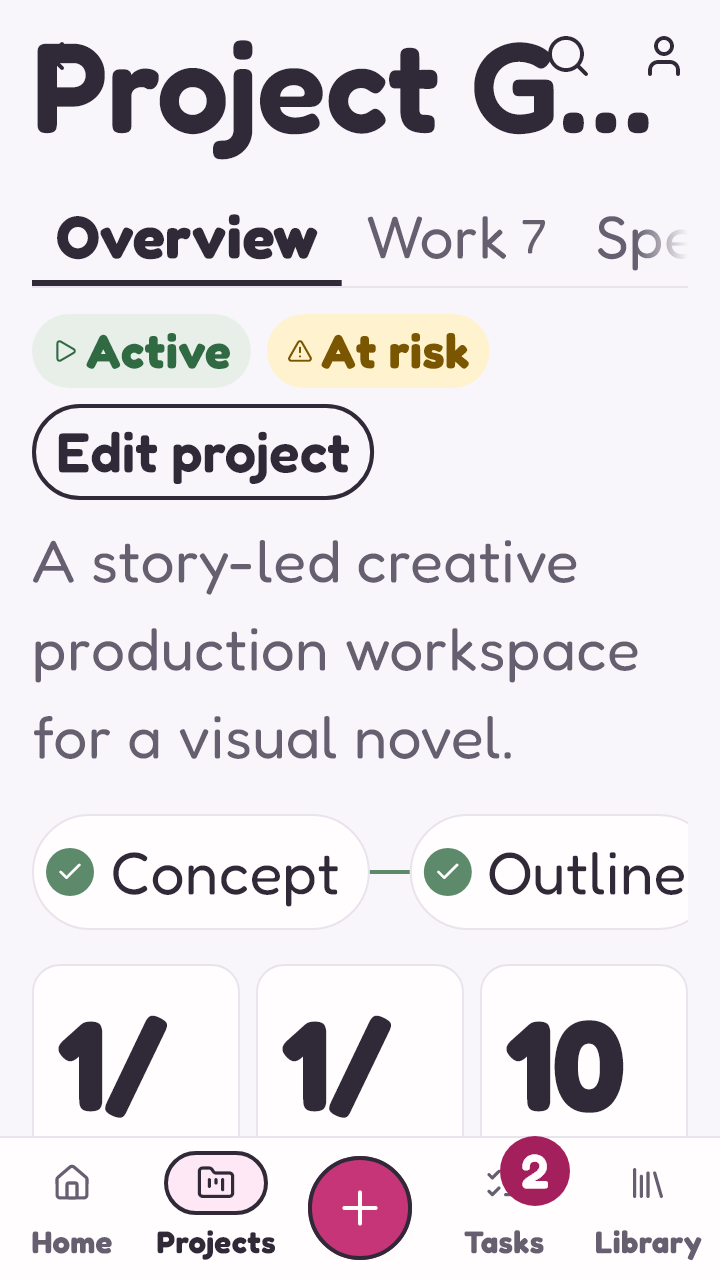 Project G...
Overview Work 7 Spe
Active At risk
Edit project
A story-led creative
production workspace
for a visual novel.
Concept Outline
1/ 1/ 10
2
Home Projects Tasks Library